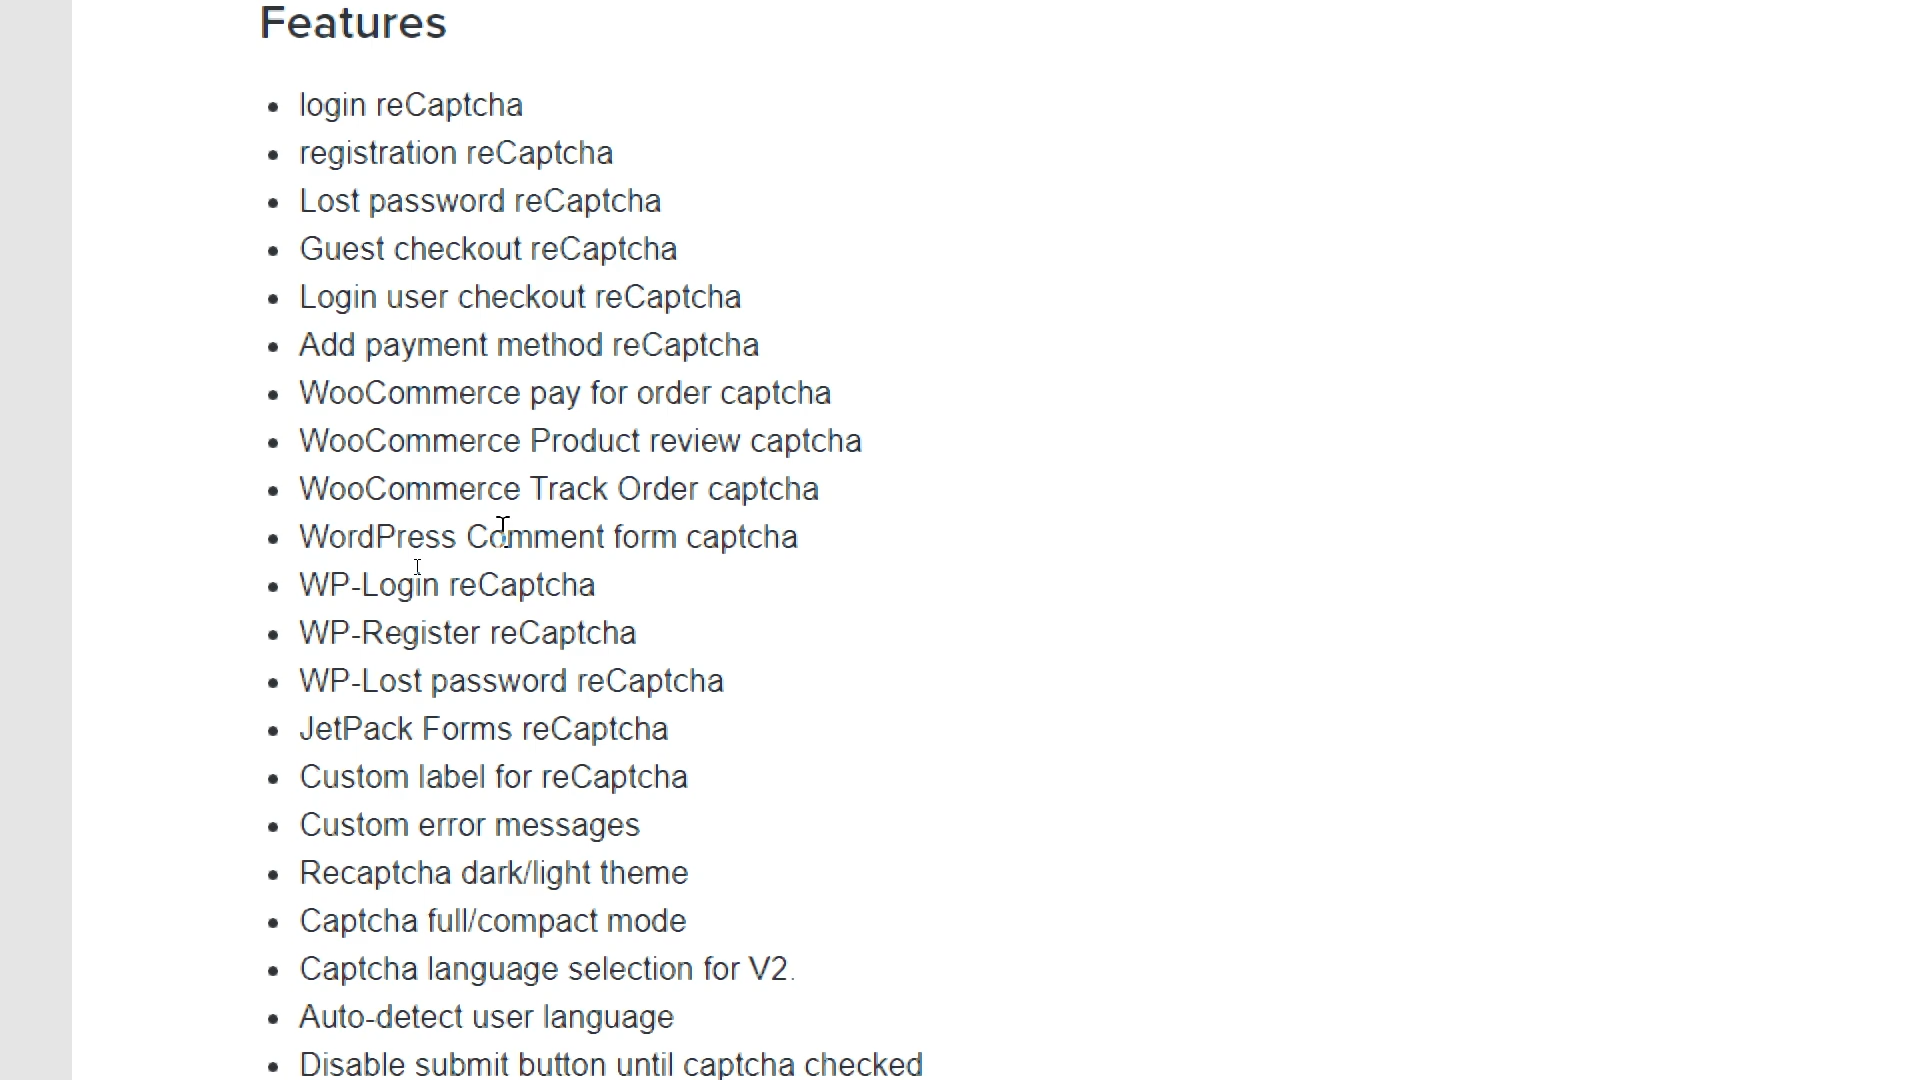 Features
login reCaptcha
registration reCaptcha
Lost password reCaptcha
Guest checkout reCaptcha
Login user checkout reCaptcha
Add payment method reCaptcha
WooCommerce pay for order captcha
WooCommerce Product review captcha
WooCommerce Track Order captcha
WordPress Comment form captcha
WP-Login reCaptcha
WP-Register reCaptcha
WP-Lost password reCaptcha
JetPack Forms reCaptcha
Custom label for reCaptcha
Custom error messages
Recaptcha dark/light theme
Captcha full/compact mode
Captcha language selection for V2.
Auto-detect user language
Disable submit button until captcha checked